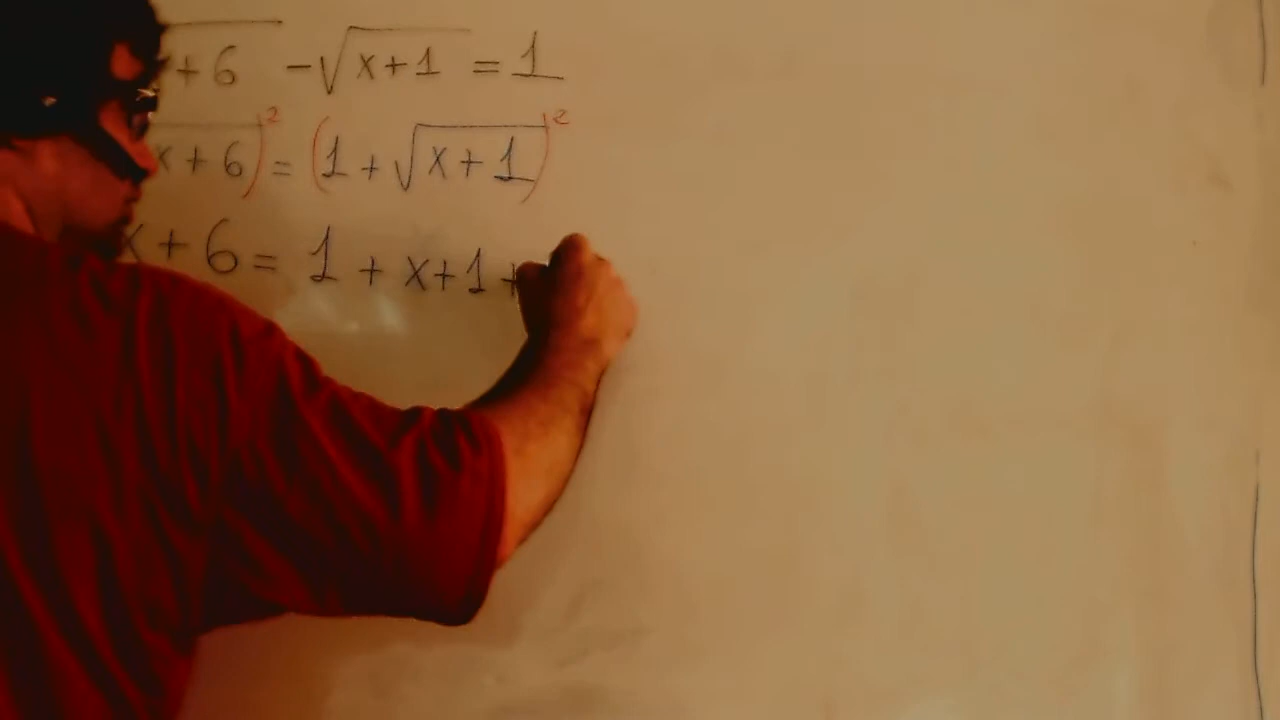 + 6 - √x+1 = 1
x + 6)² = (1 + √x + 1)²
x + 6 = 1 + x+1 +